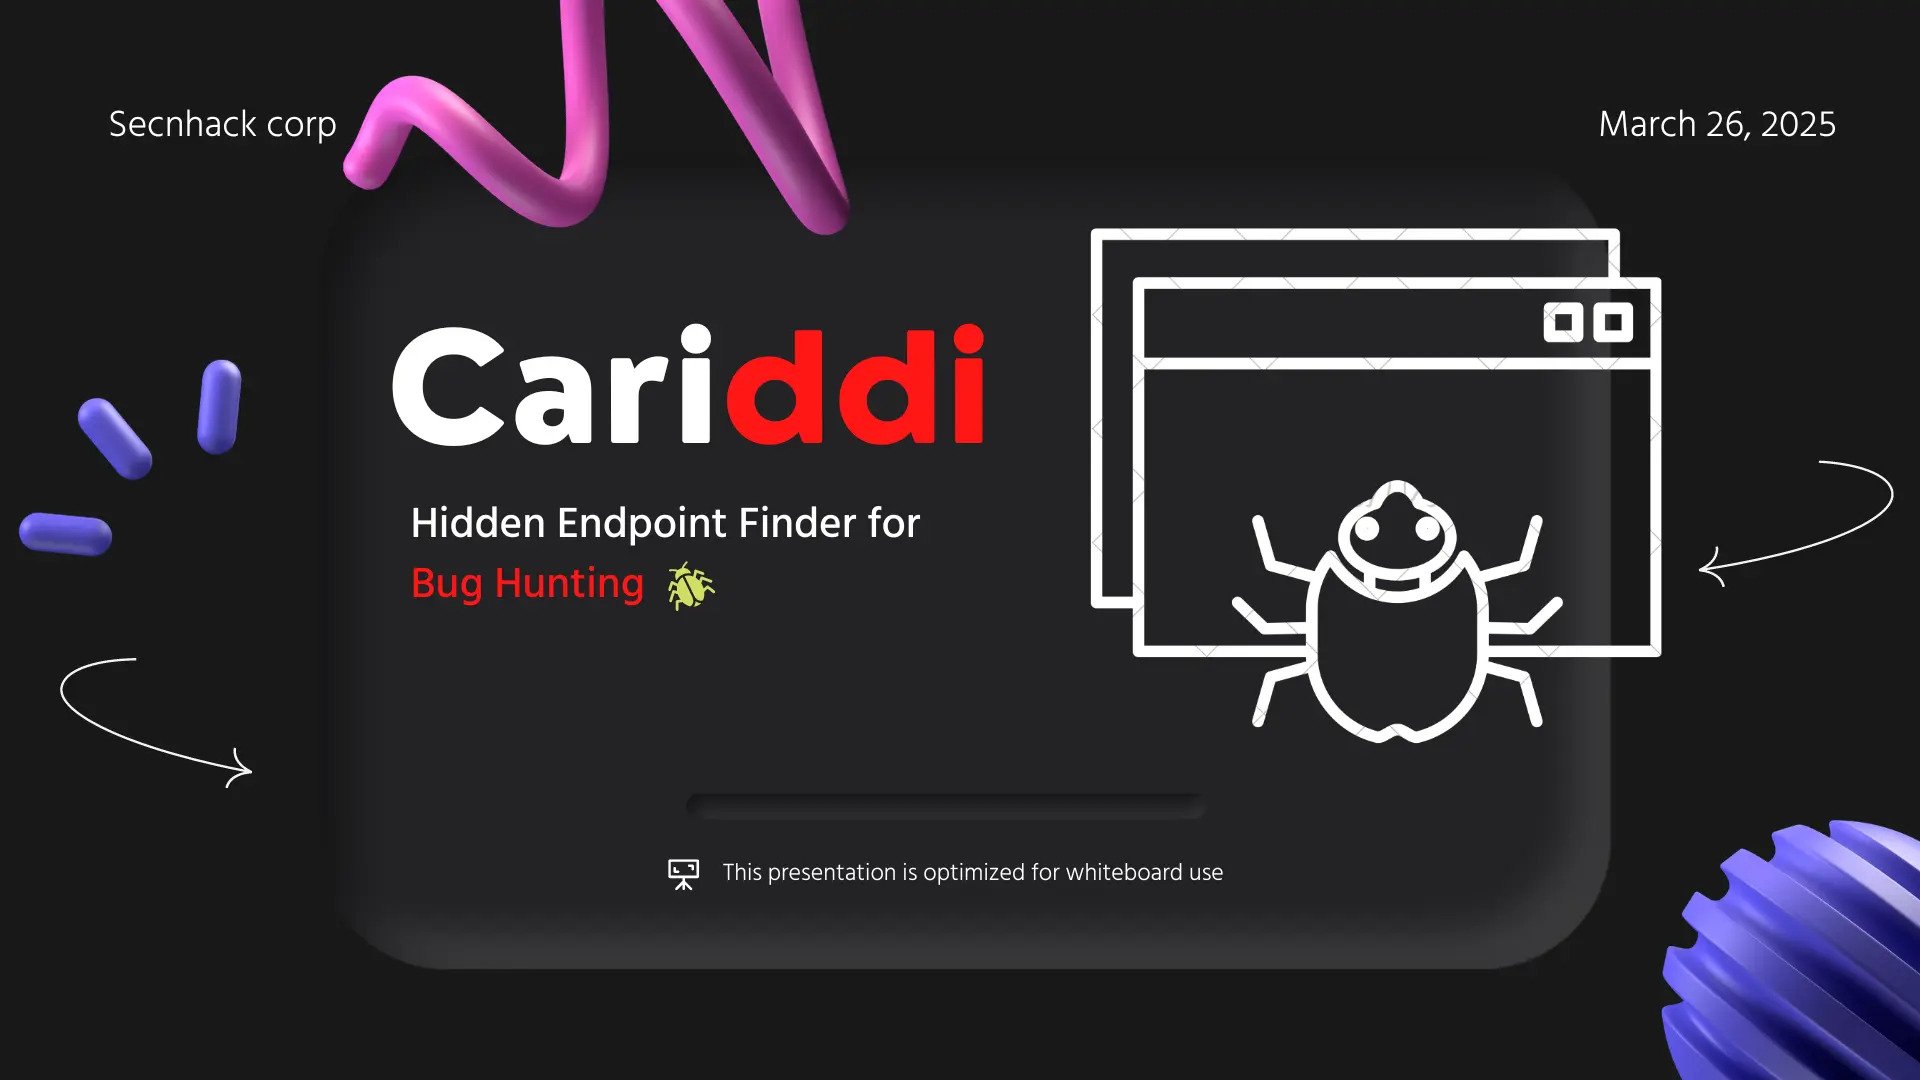 Secnhack corp
March 26, 2025
Cariddi
Hidden Endpoint Finder for
Bug Hunting
This presentation is optimized for whiteboard use